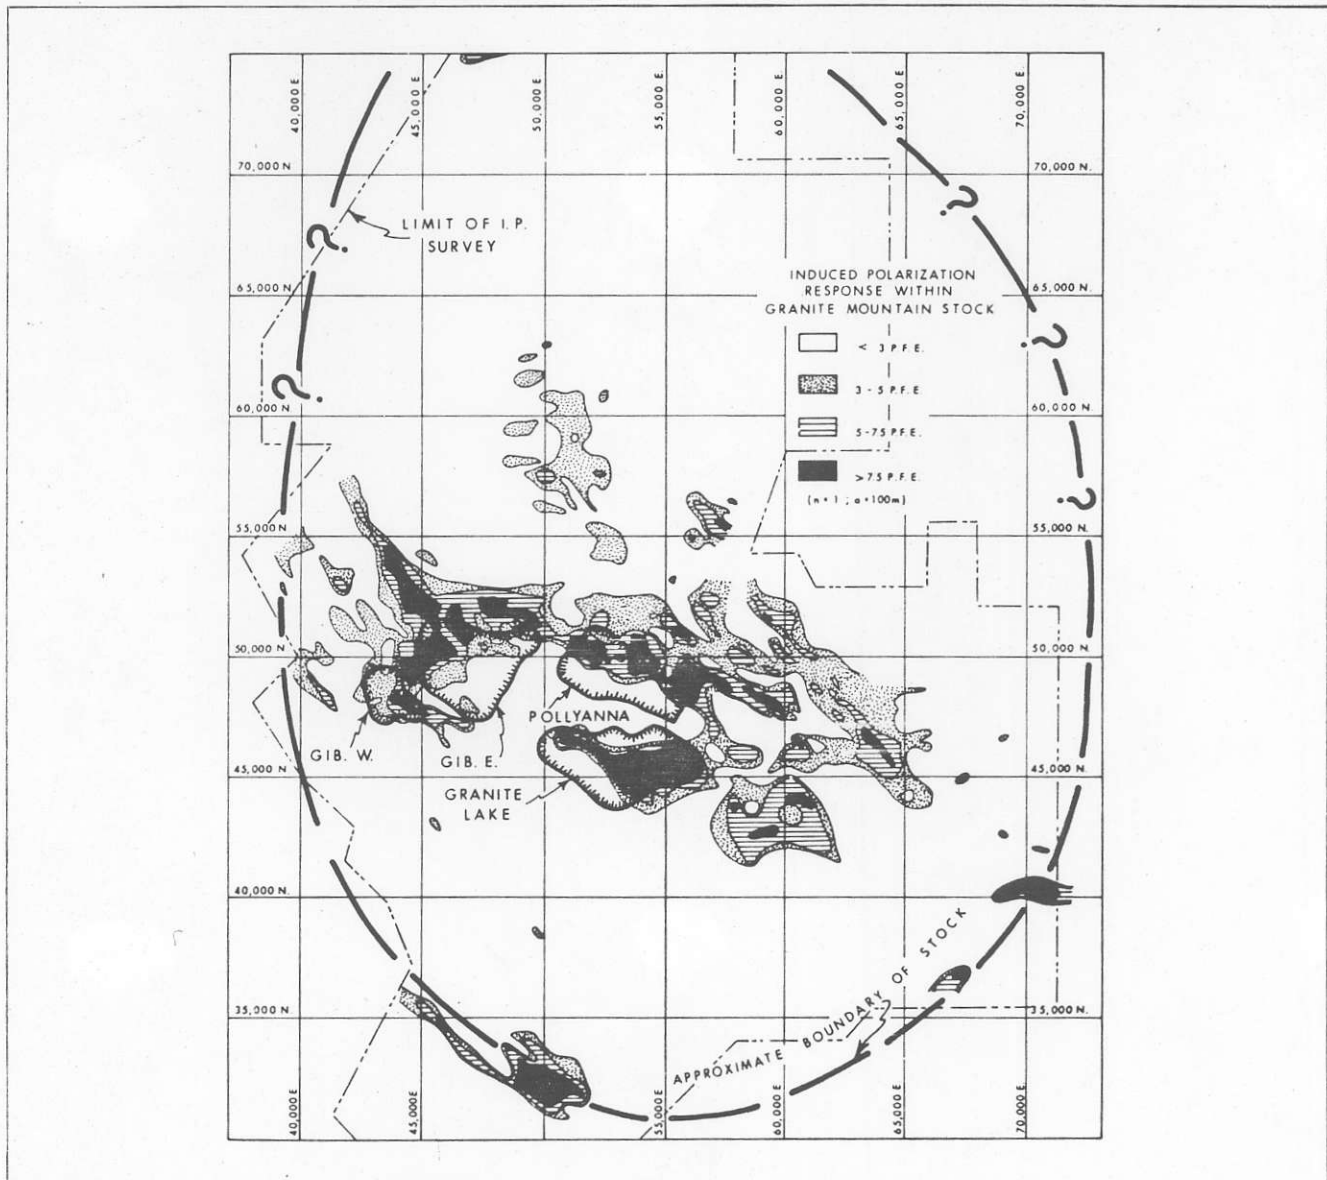 40,000 E
45,000 E
50,000 E
55,000 E
60,000 E
65,000 E
70,000 E
70,000 N.
70,000 N.
?
?
LIMIT OF I.P.
SURVEY
INDUCED POLARIZATION
RESPONSE WITHIN
GRANITE MOUNTAIN STOCK
65,000 N.
65,000 N.
?
< 3 P.F.E.
?
3 - 5 P.F.E.
60,000 N.
60,000 N.
5-7.5 P.F.E.
>7.5 P.F.E.
(n = 1 ; a = 100m)
?
55,000 N
55,000 N.
50,000 N.
50,000 N.
POLLYANNA
GIB. W.
GIB. E.
45,000 N
45,000 N.
GRANITE
LAKE
40,000 N.
40,000 N.
APPROXIMATE BOUNDARY OF STOCK
35,000 N.
35,000 N.
40,000 E
45,000E
55,000 E
60,000 E
65,000 E
70,000 E